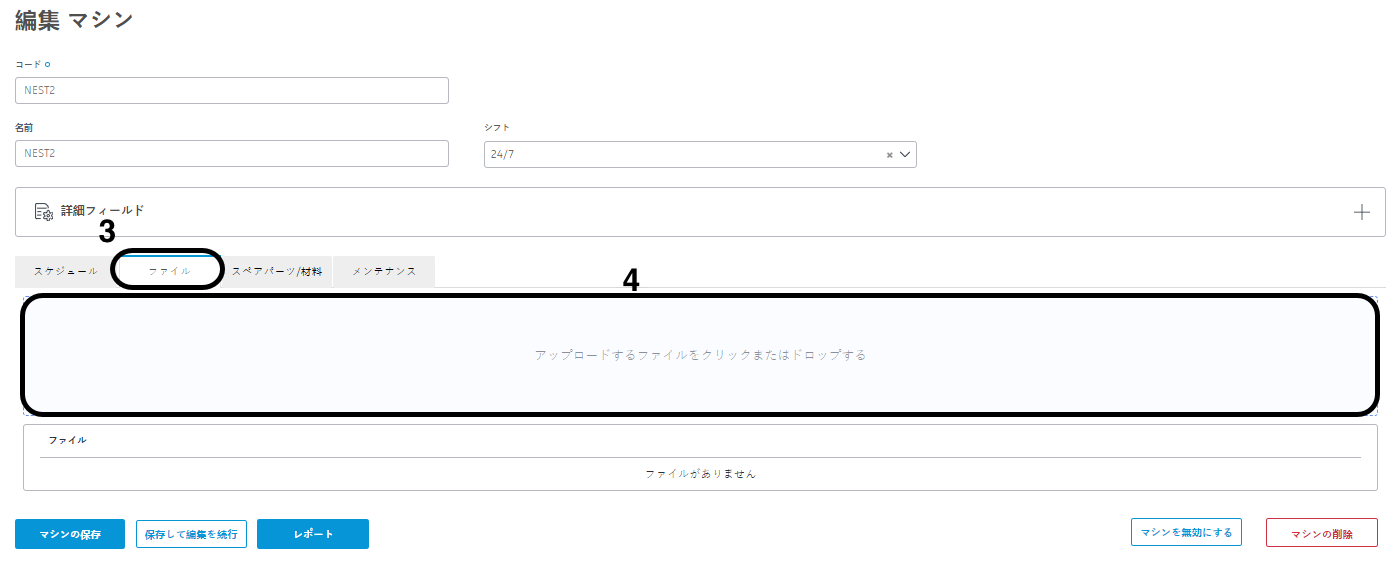 編集 マシン
コード
NEST2
名前
シフト
NEST2
24/7
詳細フィールド
3
スケジュール
ファイル
スペアパーツ/材料
メンテナンス
4
アップロードするファイルをクリックまたはドロップする
ファイル
ファイルがありません
マシンの保存
保存して編集を続行
レポート
マシンを無効にする
マシンの削除